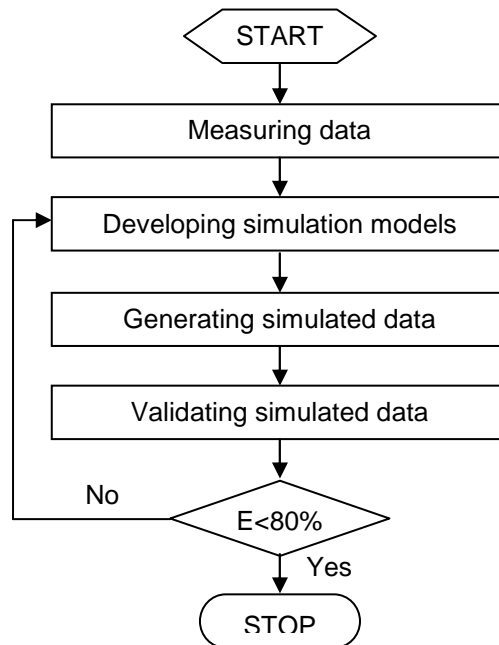 START
Measuring data
Developing simulation models
Generating simulated data
Validating simulated data
No
E<80%
Yes
STOP